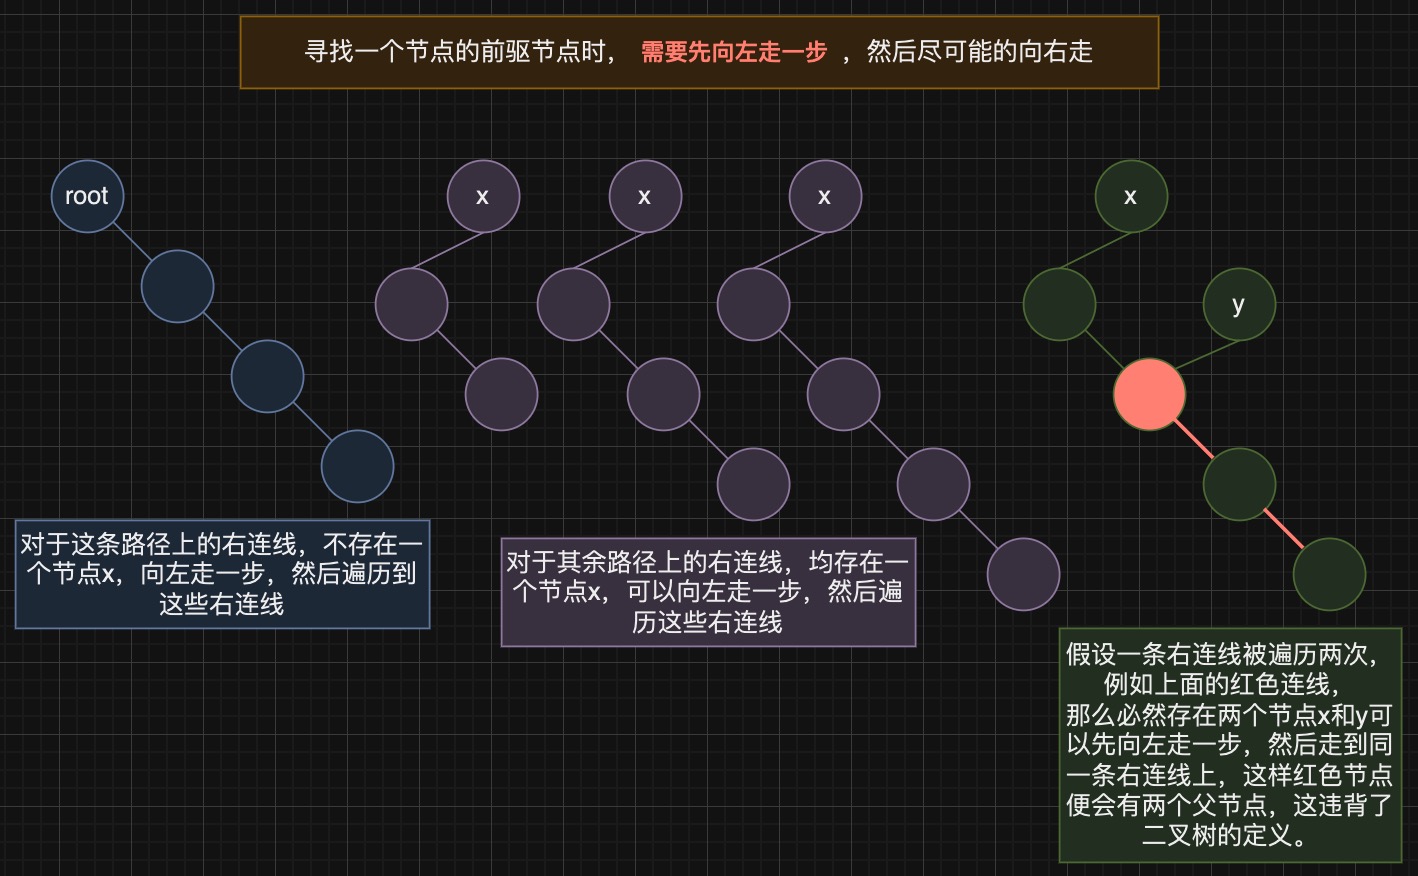 寻找一个节点的前驱节点时， 需要先向左走一步 ，然后尽可能的向右走
root
x
x
x
x
y
对于这条路径上的右连线，不存在一
个节点x，向左走一步，然后遍历到
这些右连线
对于其余路径上的右连线，均存在一
个节点x，可以向左走一步，然后遍
历这些右连线
假设一条右连线被遍历两次，
例如上面的红色连线，
那么必然存在两个节点x和y可
以先向左走一步，然后走到同
一条右连线上，这样红色节点
便会有两个父节点，这违背了
二叉树的定义。